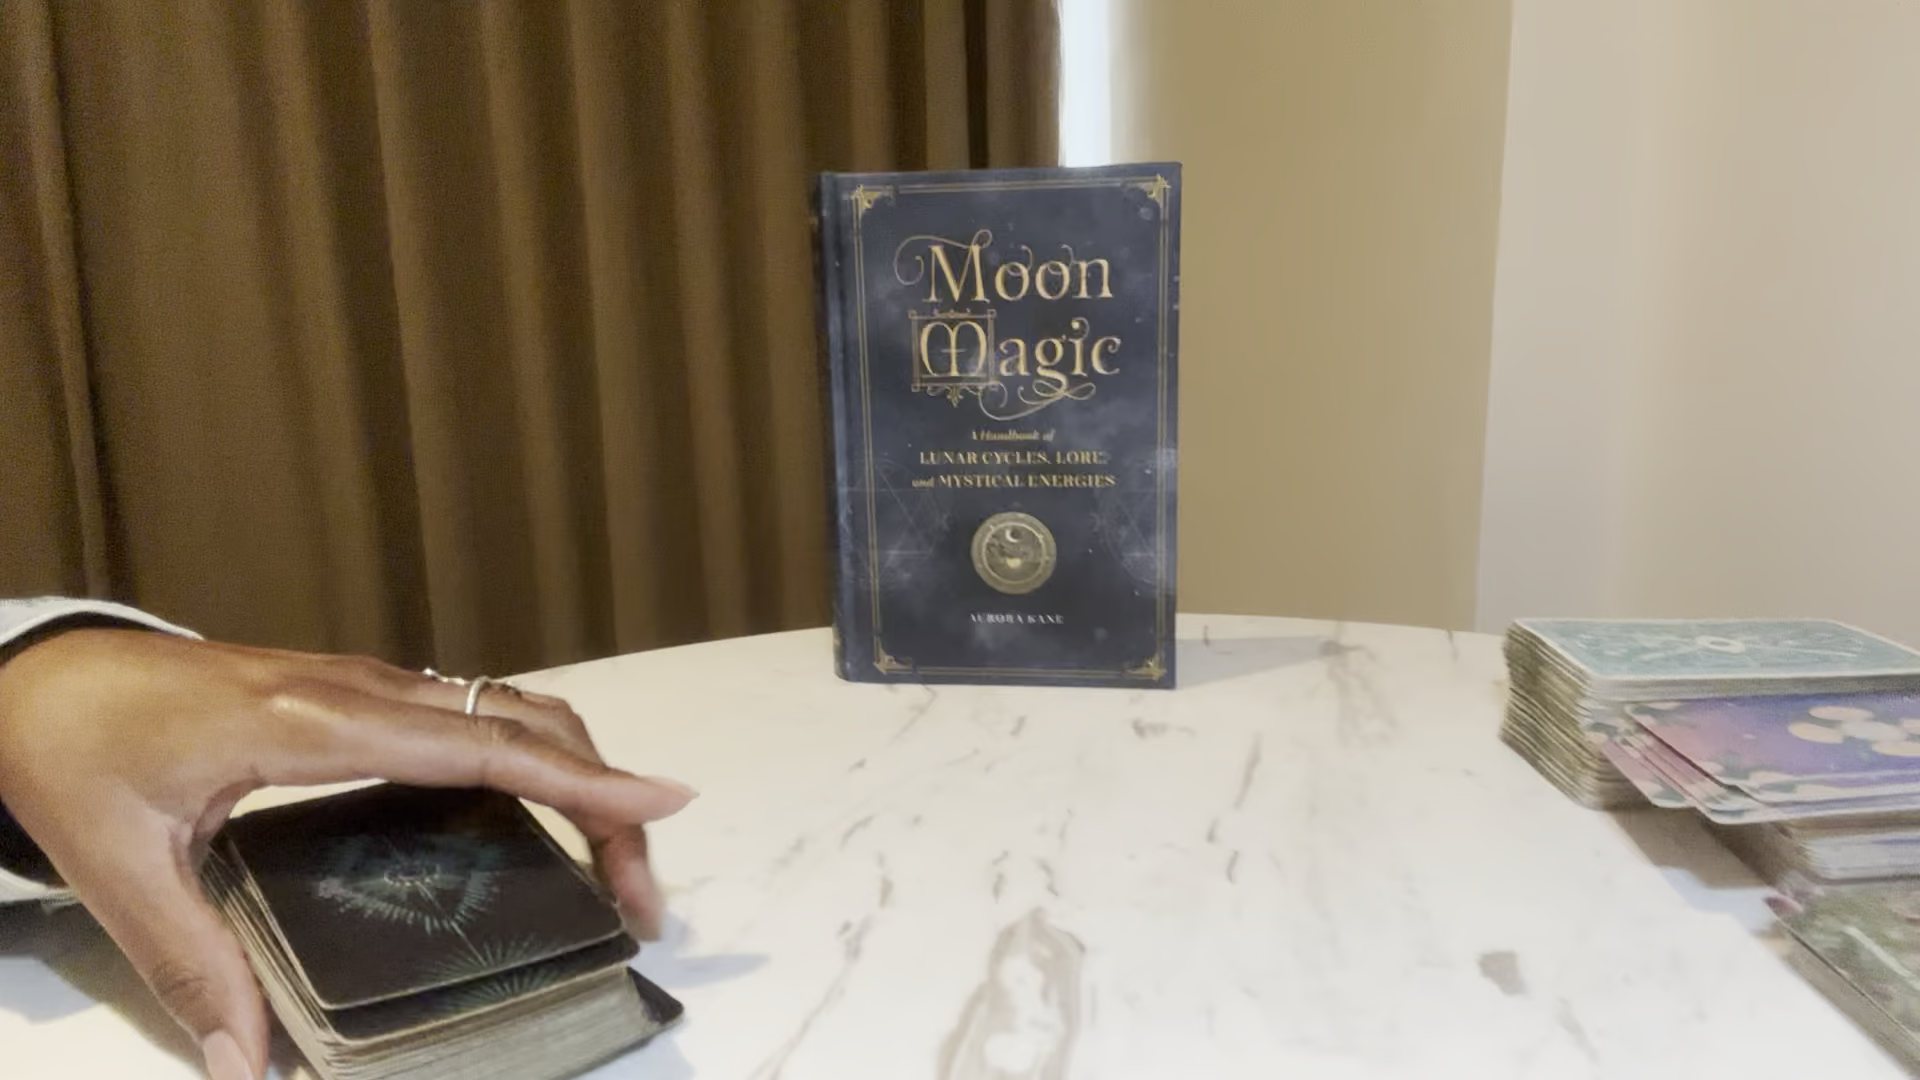 Moon
Magic
A Handbook of
LUNAR CYCLES, LORE,
and MYSTICAL ENERGIES
AURORA KANE